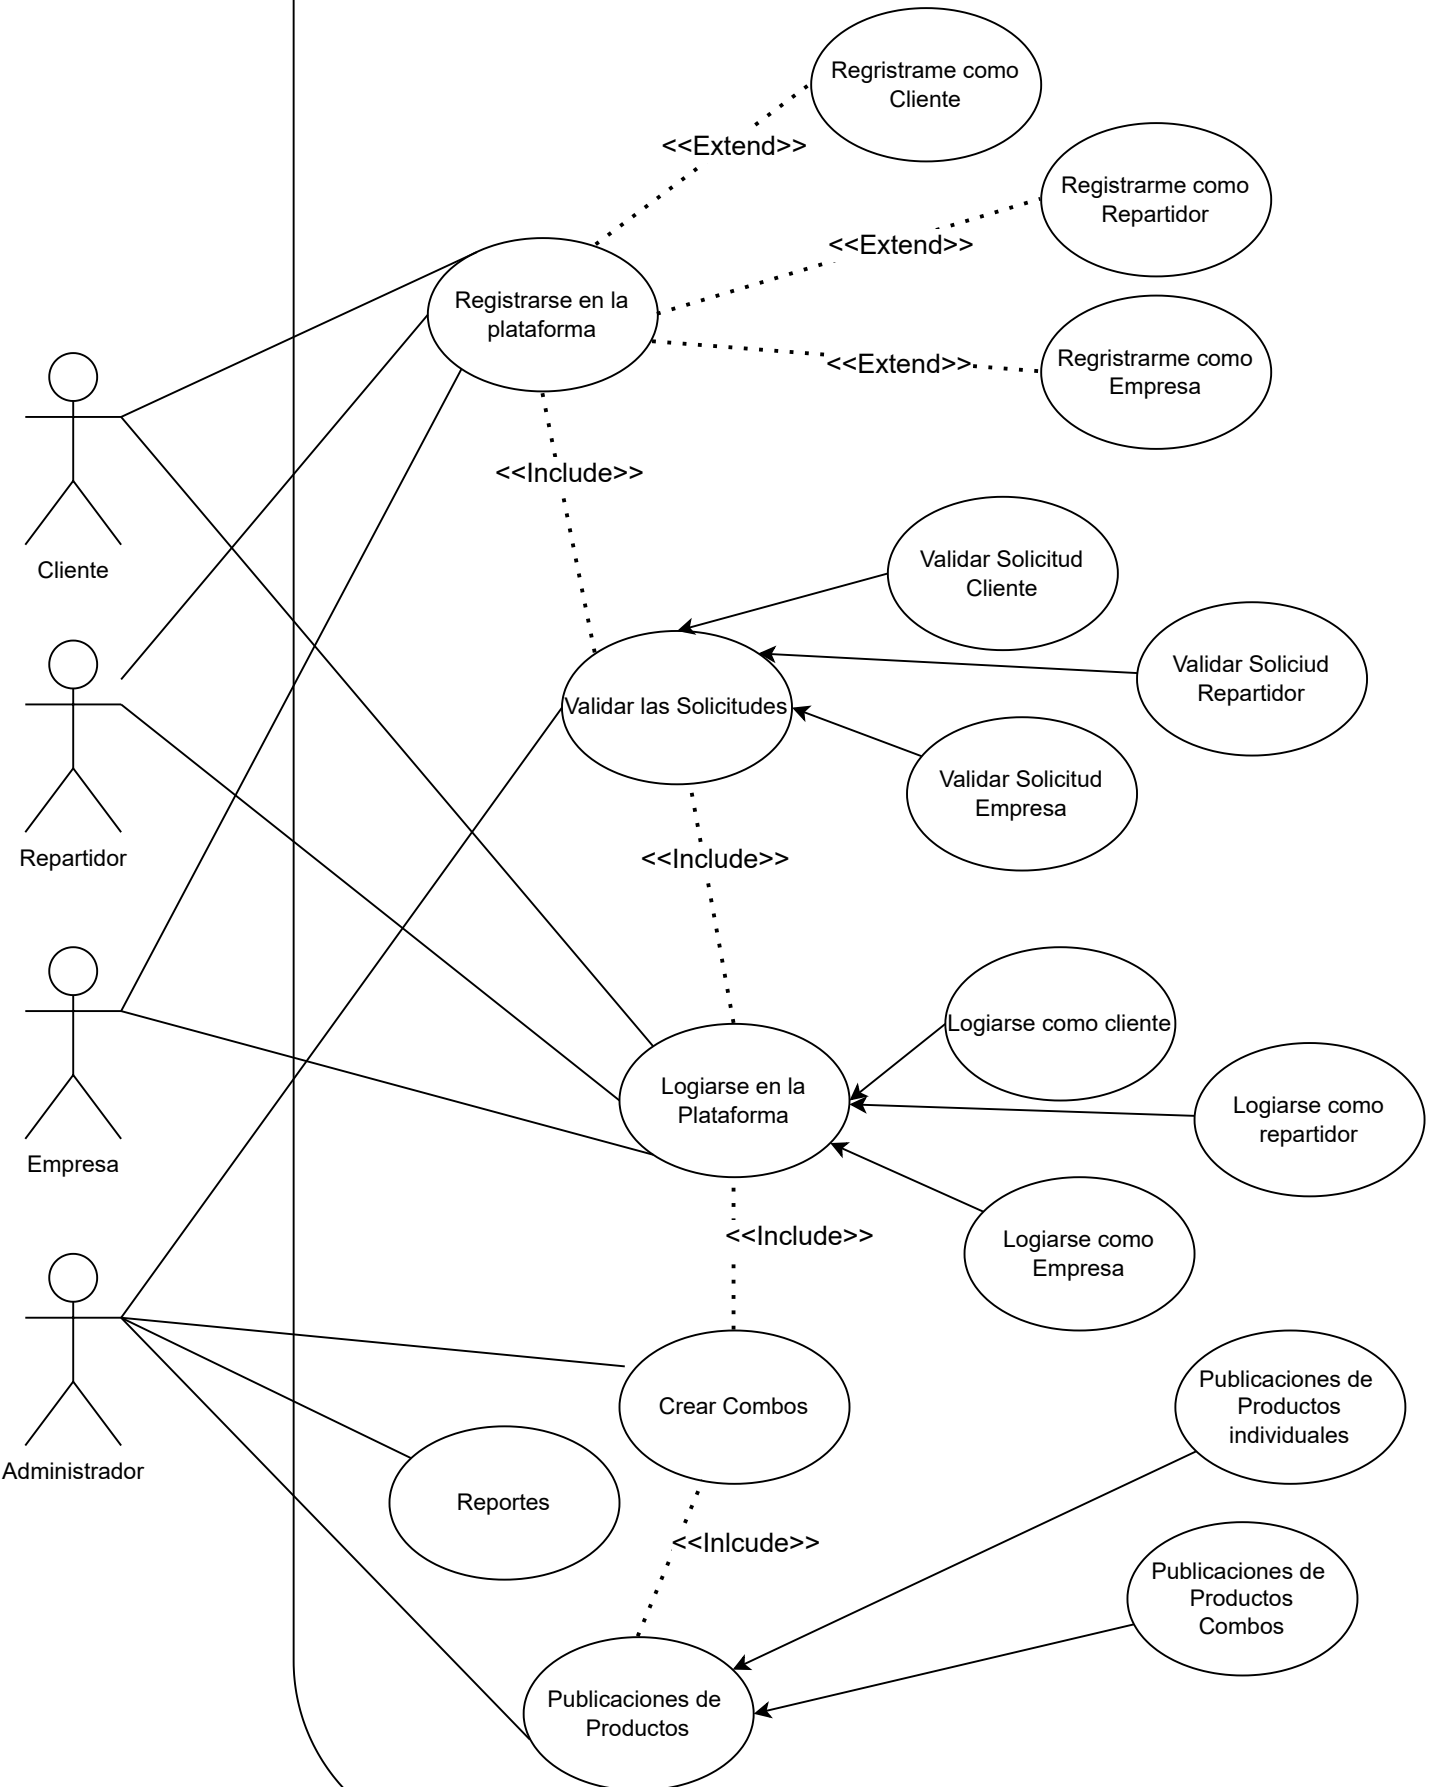 Regristrame como
Cliente
<<Extend>>
Registrarme como
Repartidor
<<Extend>>
Registrarse en la
plataforma
Regristrarme como
Empresa
<<Extend>>
<<Include>>
Cliente
Validar Solicitud
Cliente
Validar Soliciud
Repartidor
Validar las Solicitudes
Validar Solicitud
Empresa
Repartidor
<<Include>>
Logiarse como cliente
Logiarse en la
Plataforma
Logiarse como
repartidor
Empresa
<<Include>>
Logiarse como
Empresa
Crear Combos
Publicaciones de
Productos
individuales
Administrador
Reportes
<<Inlcude>>
Publicaciones de
Productos
Combos
Publicaciones de
Productos